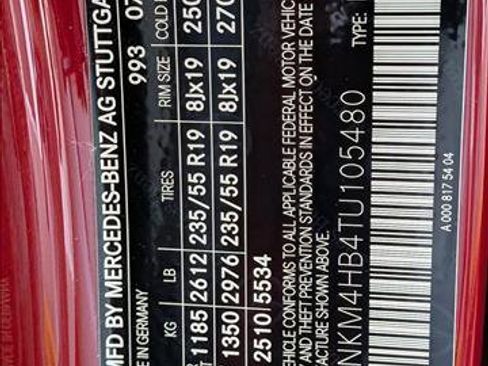 MFD BY MERCEDES-BENZ AG STUTTGA
E IN GERMANY 993 07
KG LB TIRES RIM SIZE COLD
1185 2612 235/55 R19 8Jx19 250
1350 2976 235/55 R19 8Jx19 270
2510 5534
VEHICLE CONFORMS TO ALL APPLICABLE FEDERAL MOTOR VEHIC
Y AND THEFT PREVENTION STANDARDS IN EFFECT ON THE DATE
FACTURE SHOWN ABOVE. TYPE:
NKM4HB4TU105480
A 000 817 54 04